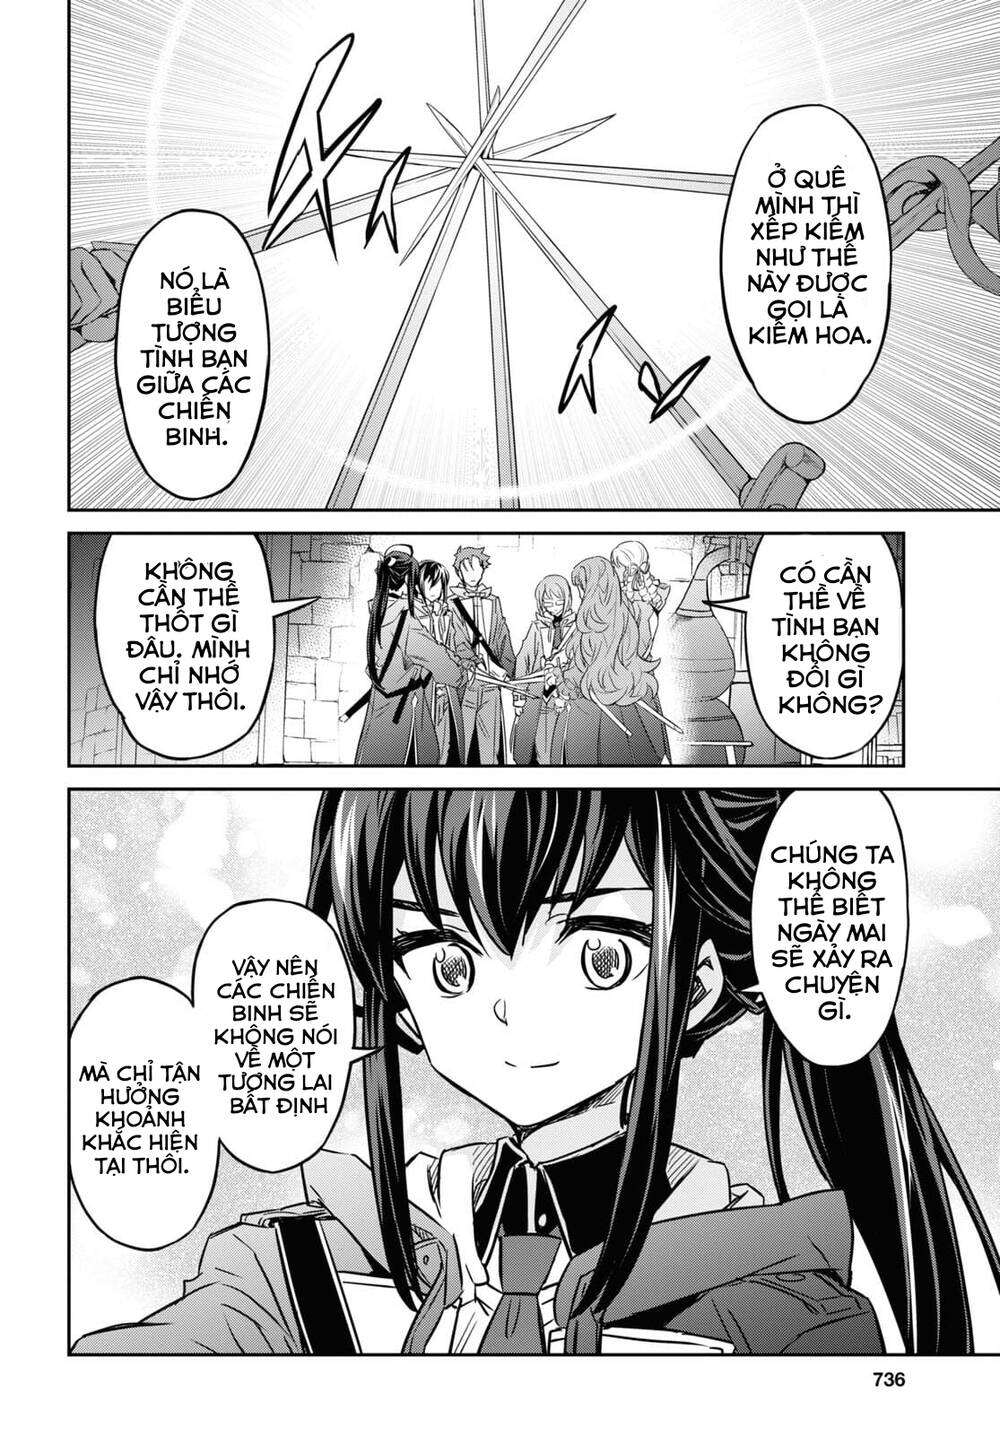 Ở QUÊ
MÌNH THÌ
XẾP KIẾM
NHƯ THẾ
NÀY ĐƯỢC
GỌI LÀ
KIẾM HOA.
NÓ LÀ
BIỂU
TƯỢNG
TÌNH BẠN
GIỮA CÁC
CHIẾN
BINH.
CÓ CẦN
THỀ VỀ
TÌNH BẠN
KHÔNG
ĐỔI GÌ
KHÔNG?
KHÔNG
CẦN THỀ
THỐT GÌ
ĐÂU. MÌNH
CHỈ NHỚ
VẬY THÔI.
CHÚNG TA
KHÔNG
THỂ BIẾT
NGÀY MAI
SẼ XẢY RA
CHUYỆN
GÌ.
VẬY NÊN
CÁC CHIẾN
BINH SẼ
KHÔNG NÓI
VỀ MỘT
TƯƠNG LAI
BẤT ĐỊNH
MÀ CHỈ TẬN
HƯỞNG
KHOẢNH
KHẮC HIỆN
TẠI THÔI.
736